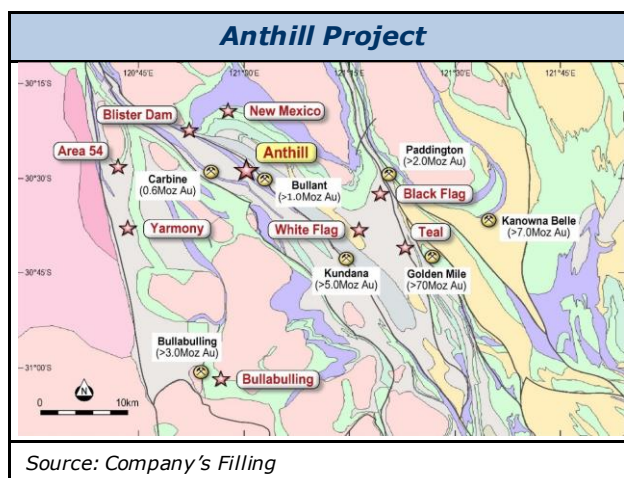 Anthill Project
120°45'E
121°00'E
121°15'E
121°30'E
121°45'E
30°15'S
New Mexico
Blister Dam
Area 54
Anthill
Paddington
(>2.0Moz Au)
Carbine
(0.6Moz Au)
30°30'S
Bullant
(>1.0Moz Au)
Black Flag
Kanowna Belle
(>7.0Moz Au)
Yarmony
White Flag
Teal
30°45'S
Kundana
(>5.0Moz Au)
Golden Mile
(>70Moz Au)
Bullabulling
(>3.0Moz Au)
31°00'S
Bullabulling
N
0
10km
Source: Company's Filling